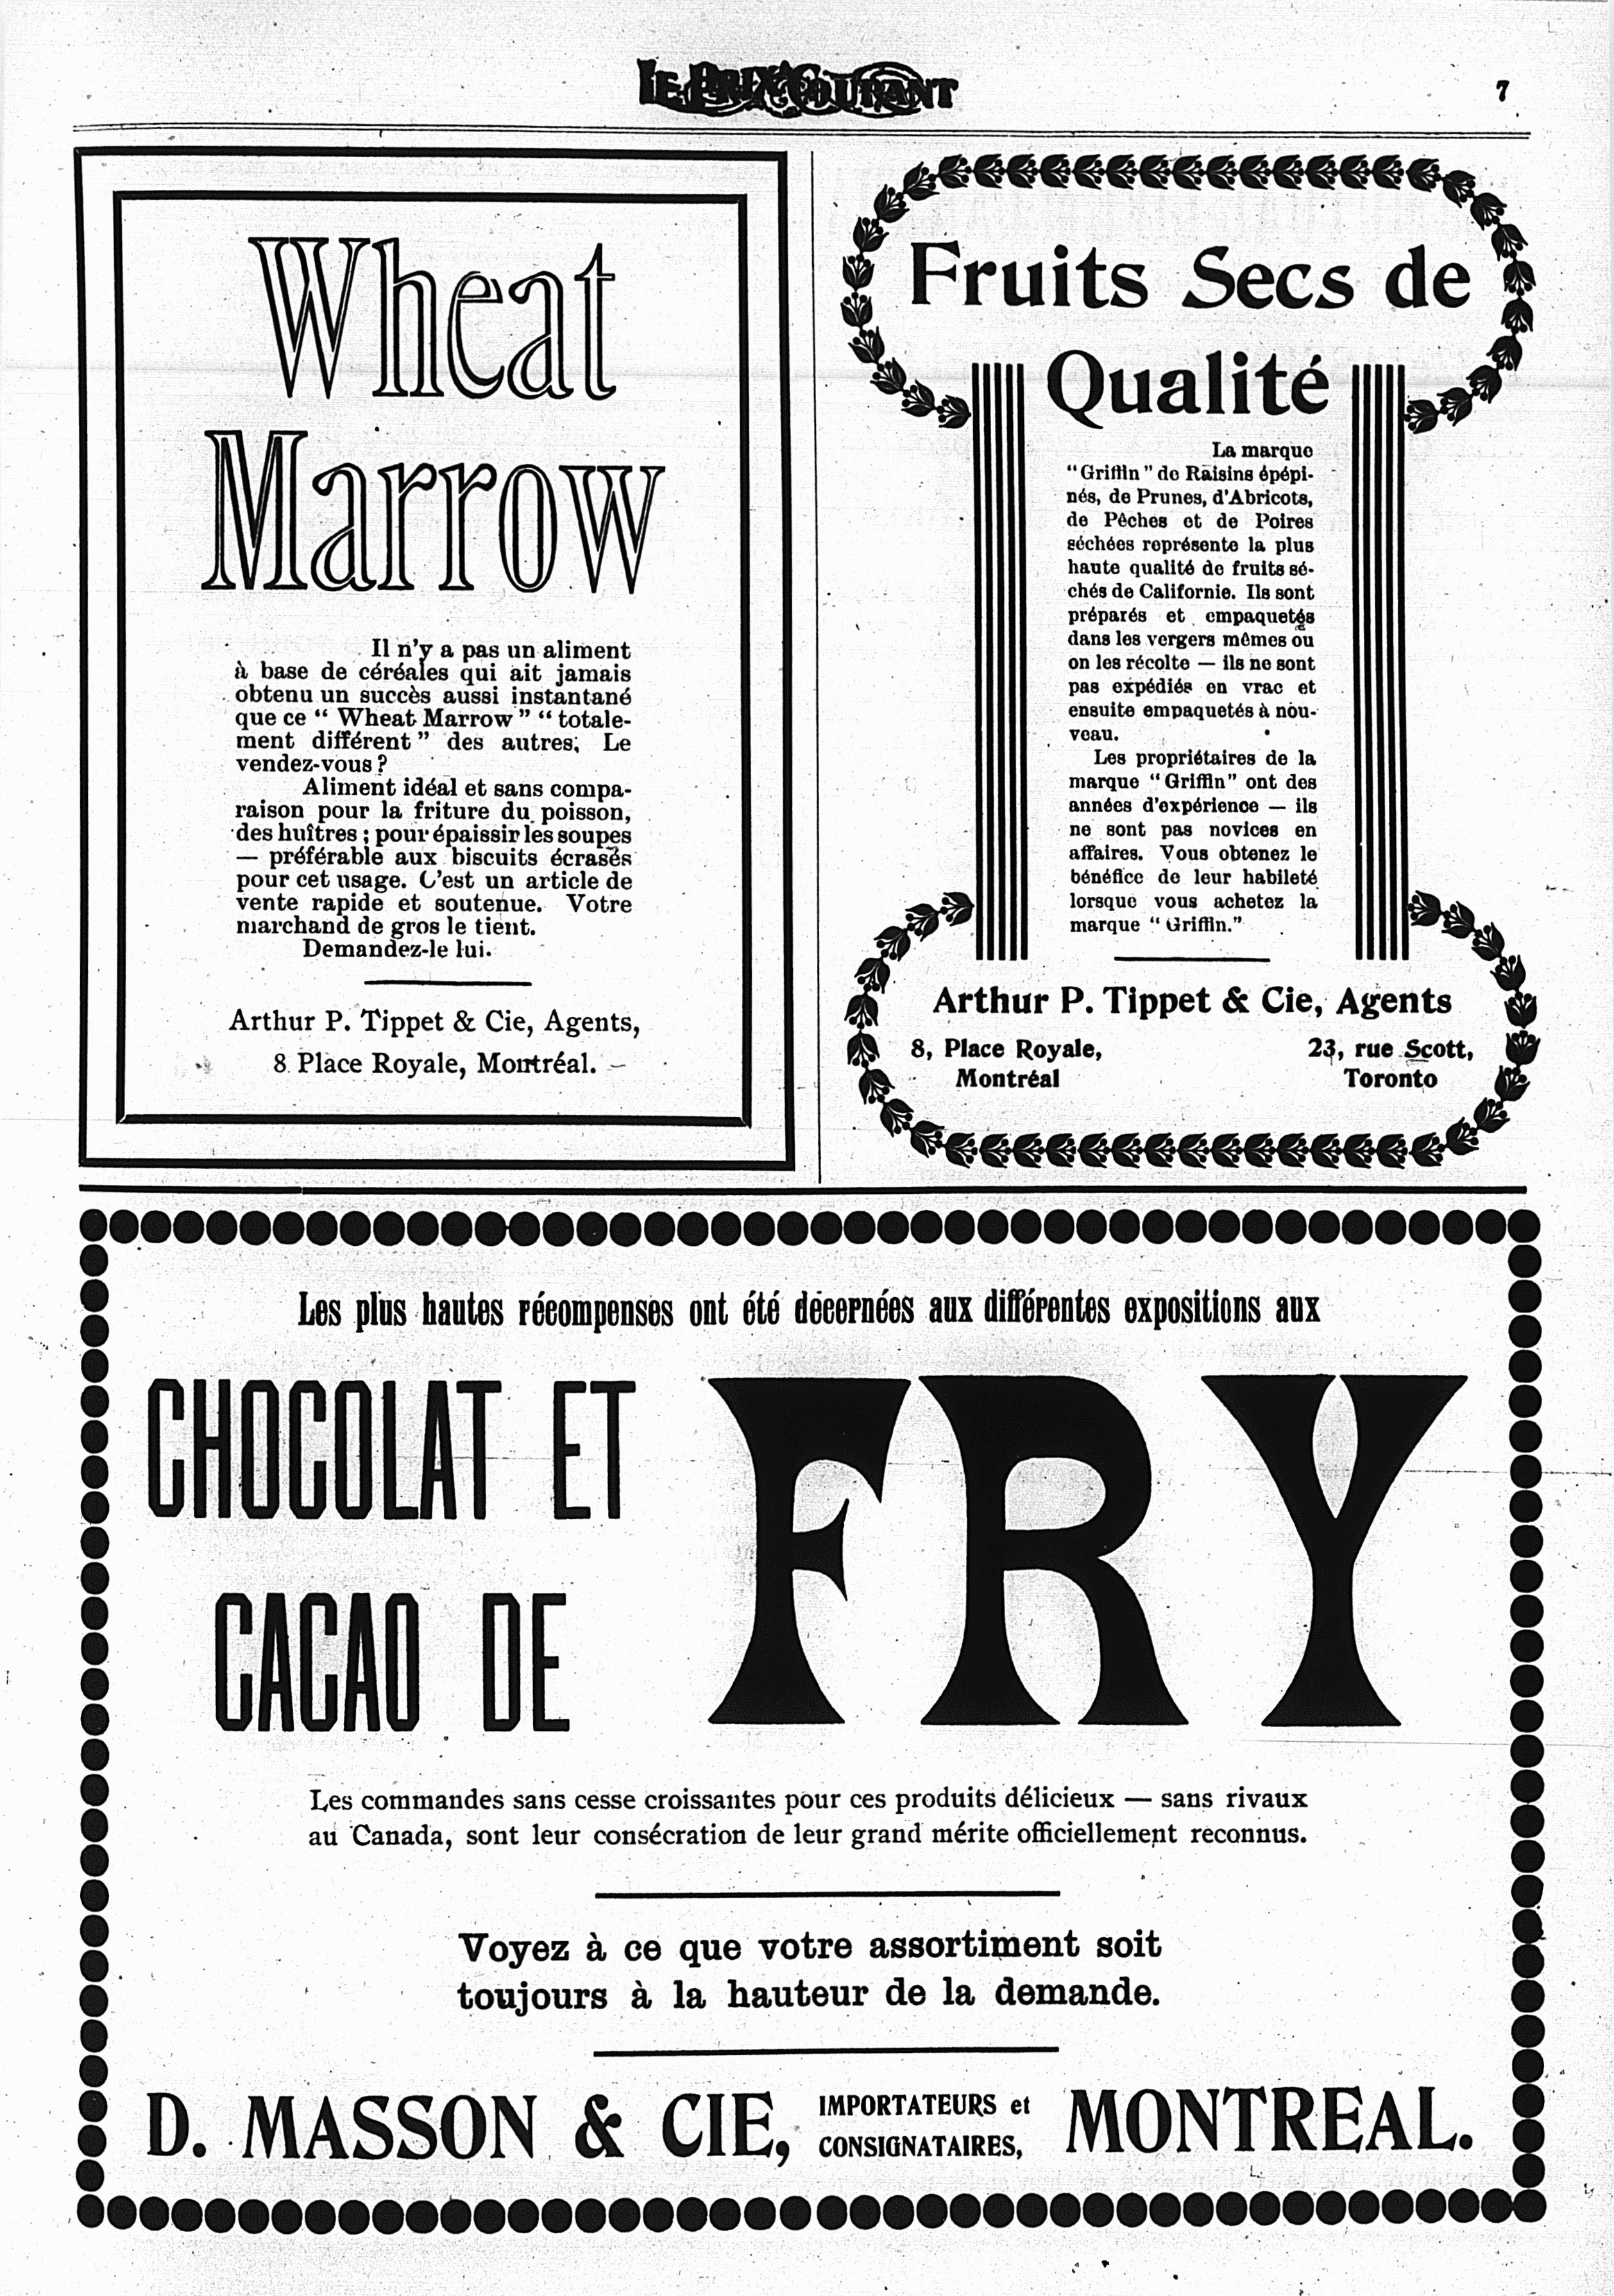 LE PRIX COURANT
7
Wheat
Marrow
Il n'y a pas un aliment
à base de céréales qui ait jamais
obtenu un succès aussi instantané
que ce “ Wheat Marrow ” “ totale-
ment différent ” des autres. Le
vendez-vous ?
Aliment idéal et sans compa-
raison pour la friture du poisson,
des huîtres ; pour épaissir les soupes
— préférable aux biscuits écrasés
pour cet usage. C'est un article de
vente rapide et soutenue. Votre
marchand de gros le tient.
Demandez-le lui.
Arthur P. Tippet & Cie, Agents,
8 Place Royale, Montréal.
Fruits Secs de
Qualité
La marque
“Griffin” de Raisins épépi-
nés, de Prunes, d'Abricots,
de Pêches et de Poires
séchées représente la plus
haute qualité de fruits sé-
chés de Californie. Ils sont
préparés et empaquetés
dans les vergers mêmes où
on les récolte — ils ne sont
pas expédiés en vrac et
ensuite empaquetés à nou-
veau.
Les propriétaires de la
marque “Griffin” ont des
années d'expérience — ils
ne sont pas novices en
affaires. Vous obtenez le
bénéfice de leur habileté
lorsque vous achetez la
marque “Griffin.”
Arthur P. Tippet & Cie, Agents
8, Place Royale,
Montréal
23, rue Scott,
Toronto
Les plus hautes récompenses ont été décernées aux différentes expositions aux
CHOCOLAT ET
CACAO DE
FRY
Les commandes sans cesse croissantes pour ces produits délicieux — sans rivaux
au Canada, sont leur consécration de leur grand mérite officiellement reconnus.
Voyez à ce que votre assortiment soit
toujours à la hauteur de la demande.
D. MASSON & CIE, IMPORTATEURS et CONSIGNATAIRES, MONTREAL.